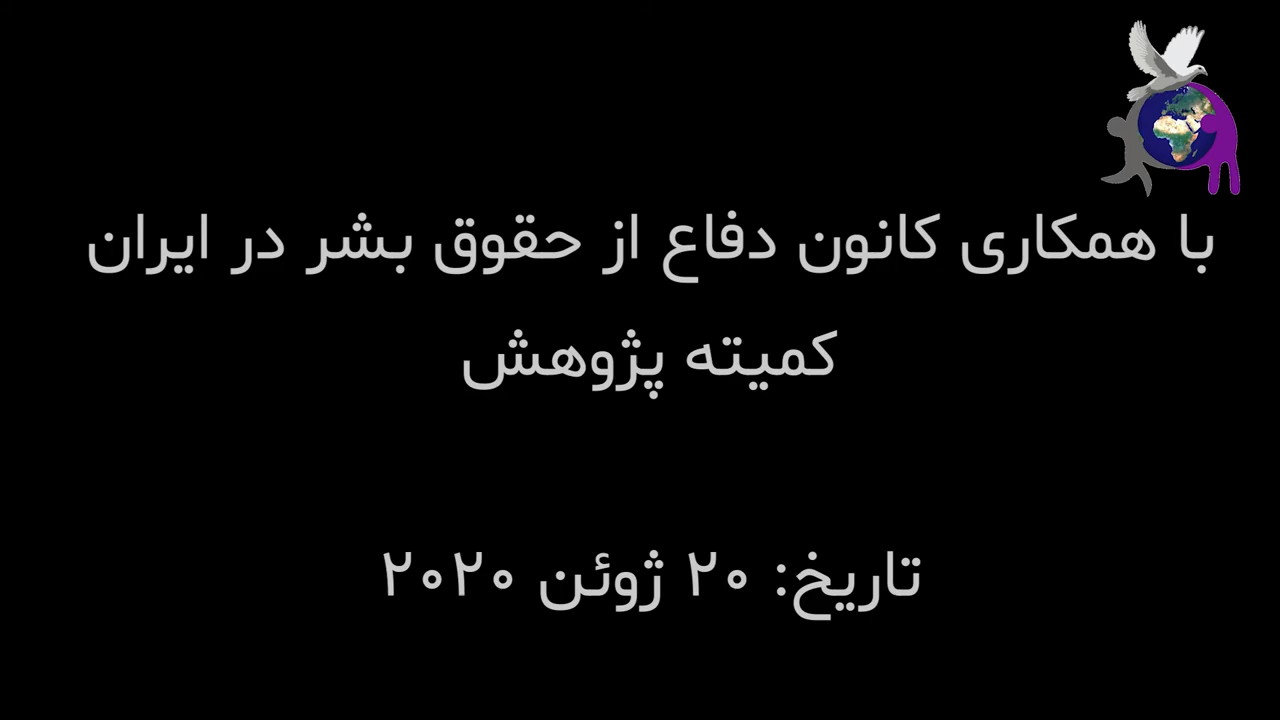 با همکاری کانون دفاع از حقوق بشر در ایران
کمیته پژوهش
تاریخ: ۲۰ ژوئن ۲۰۲۰